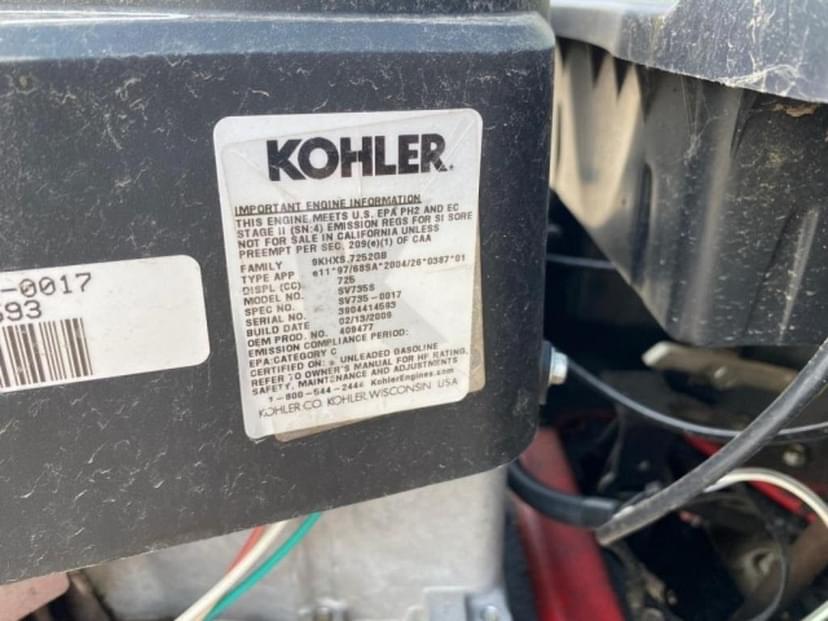 KOHLER.
IMPORTANT ENGINE INFORMATION
THIS ENGINE MEETS U.S. EPA PH2 AND EC
STAGE II (SN:4) EMISSION REGS FOR SI SORE
NOT FOR SALE IN CALIFORNIA UNLESS
PREEMPT PER SEC. 209(e)(1) OF CAA
FAMILY 9KHXS.7252GB
TYPE APP e11*97/68SA*2004/26*0387*01
DISPL (CC) 725
MODEL NO. SV735S
SPEC NO. SV735-0017
SERIAL NO. 3904414593
BUILD DATE 02/13/2009
OEM PROD. NO. 409477
EMISSION COMPLIANCE PERIOD:
EPA:CATEGORY C
CERTIFIED ON: UNLEADED GASOLINE
REFER TO OWNER'S MANUAL FOR HP RATING,
SAFETY, MAINTENANCE AND ADJUSTMENTS
1-800-544-2444 KohlerEngines.com
KOHLER CO. KOHLER, WISCONSIN USA
-0017
593